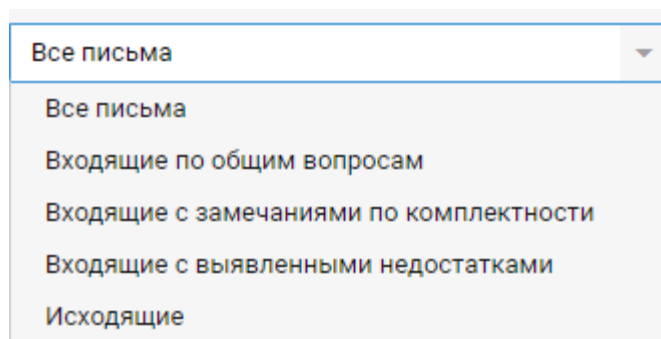 Все письма
Все письма
Входящие по общим вопросам
Входящие с замечаниями по комплектности
Входящие с выявленными недостатками
Исходящие